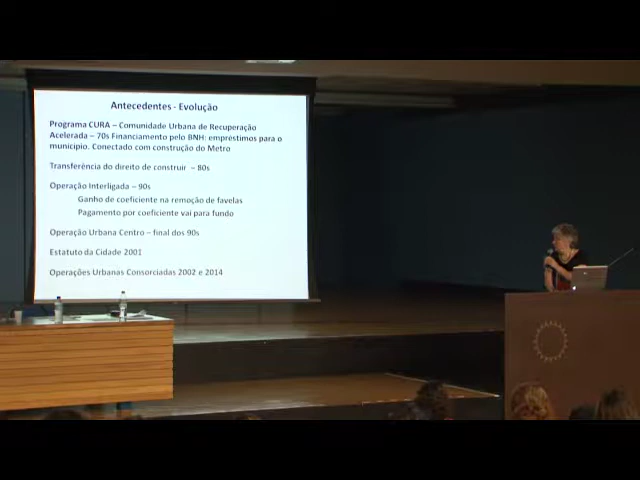 Antecedentes - Evolução
Programa CURA – Comunidade Urbana de Recuperação
Acelerada – 70s Financiamento pelo BNH: empréstimos para o
município. Conectado com construção do Metro
Transferência do direito de construir – 80s
Operação Interligada – 90s
Ganho de coeficiente na remoção de favelas
Pagamento por coeficiente vai para fundo
Operação Urbana Centro – final dos 90s
Estatuto da Cidade 2001
Operações Urbanas Consorciadas 2002 e 2014